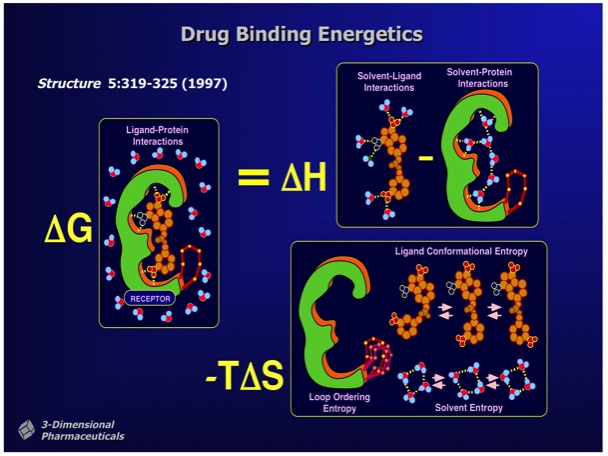 Drug Binding Energetics
Structure 5:319-325 (1997)
Ligand-Protein
Interactions
RECEPTOR
ΔG
= ΔH
Solvent-Ligand
Interactions
Solvent-Protein
Interactions
-
-TΔS
Ligand Conformational Entropy
Loop Ordering
Entropy
Solvent Entropy
3-Dimensional
Pharmaceuticals